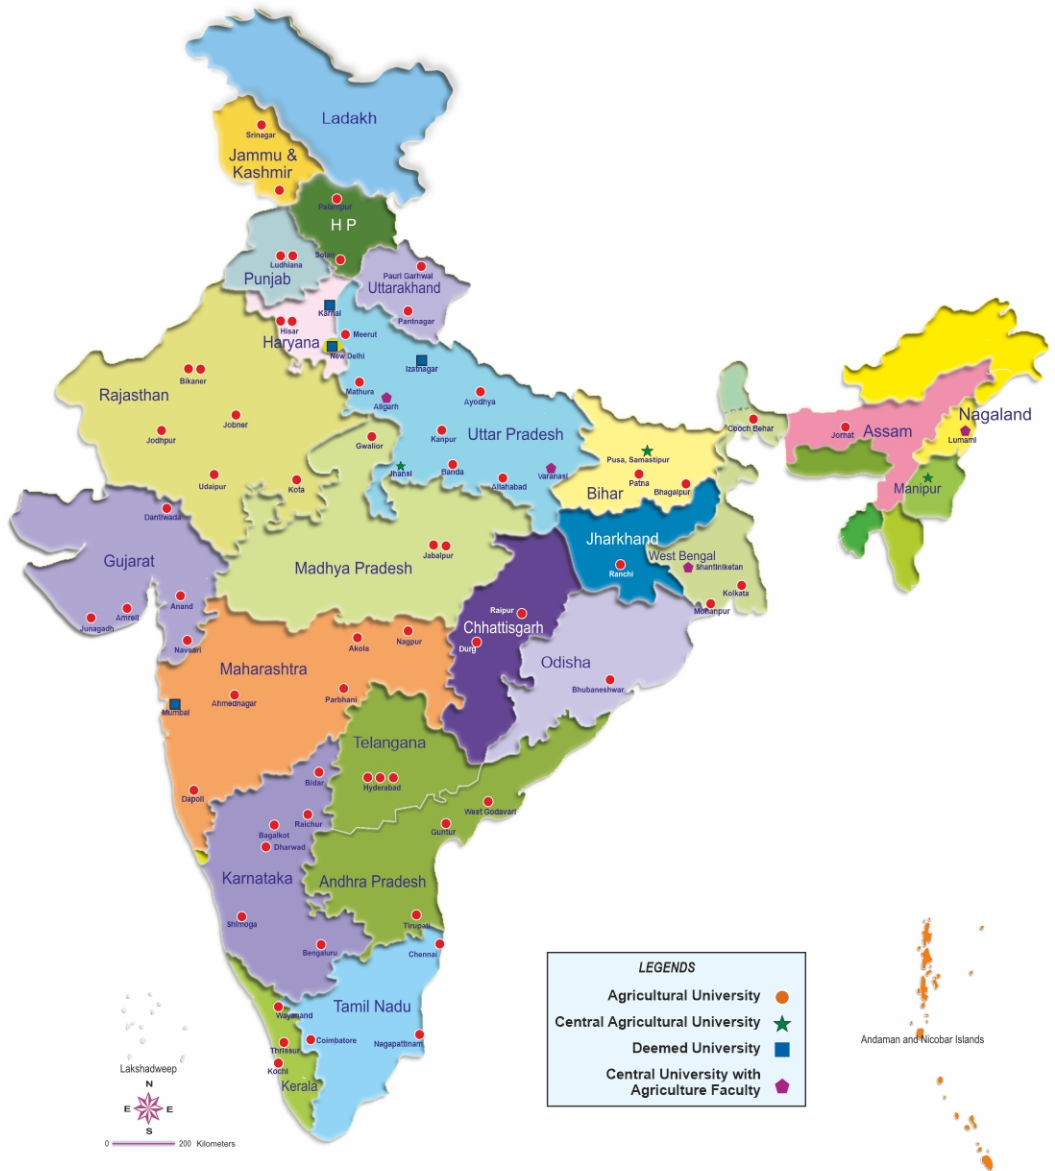 Ladakh
Srinagar
Jammu &
Kashmir
Palampur
H P
Solan
Ludhiana
Punjab
Pauri Garhwal
Uttarakhand
Pantnagar
Karnal
Hisar
Haryana
Meerut
New Delhi
Izatnagar
Bikaner
Rajasthan
Mathura
Aligarh
Ayodhya
Jobner
Jodhpur
Gwalior
Kanpur
Uttar Pradesh
Cooch Behar
Jorhat
Assam
Nagaland
Lumami
Udaipur
Kota
Jhansi
Banda
Allahabad
Varanasi
Pusa, Samastipur
Patna
Bihar
Bhagalpur
Manipur
Dantiwada
Gujarat
Jabalpur
Madhya Pradesh
Jharkhand
Ranchi
West Bengal
Shantiniketan
Kolkata
Mohanpur
Anand
Amreli
Junagadh
Navsari
Raipur
Chhattisgarh
Durg
Akola
Nagpur
Maharashtra
Odisha
Bhubaneshwar
Mumbai
Ahmednagar
Parbhani
Telangana
Hyderabad
Bidar
Dapoli
West Godavari
Raichur
Bagalkot
Guntur
Dharwad
Karnataka
Andhra Pradesh
Shimoga
Tirupati
Bengaluru
Chennai
Tamil Nadu
Wayanand
Coimbatore
Nagapattinam
Thrissur
Kochi
Kerala
LEGENDS
Agricultural University
Central Agricultural University
Deemed University
Central University with
Agriculture Faculty
Andaman and Nicobar Islands
Lakshadweep
N
E E
S
0 200 Kilometers